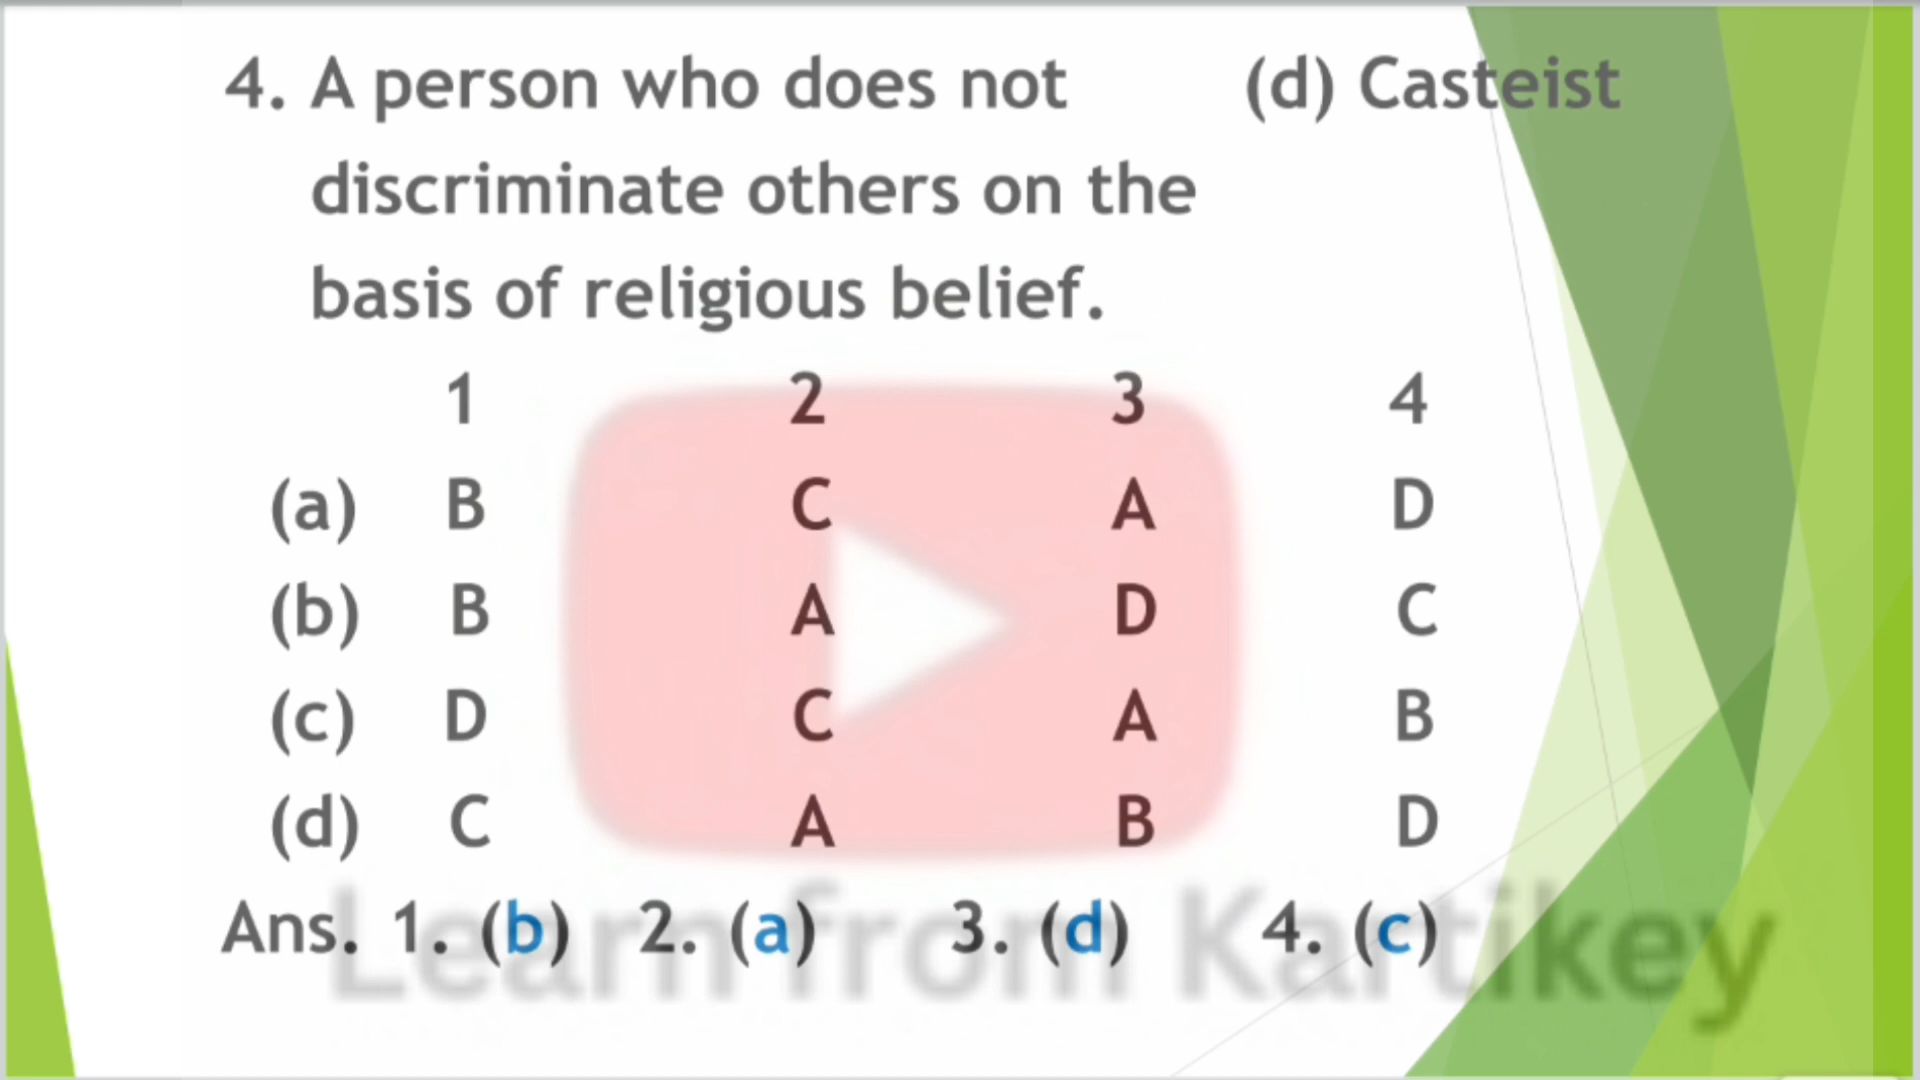 4. A person who does not (d) Casteist
discriminate others on the
basis of religious belief.
1 2 3 4
(a) B C A D
(b) B A D C
(c) D C A B
(d) C A B D
Ans. 1. (b) 2. (a) 3. (d) 4. (c)
Learn from Kartikey